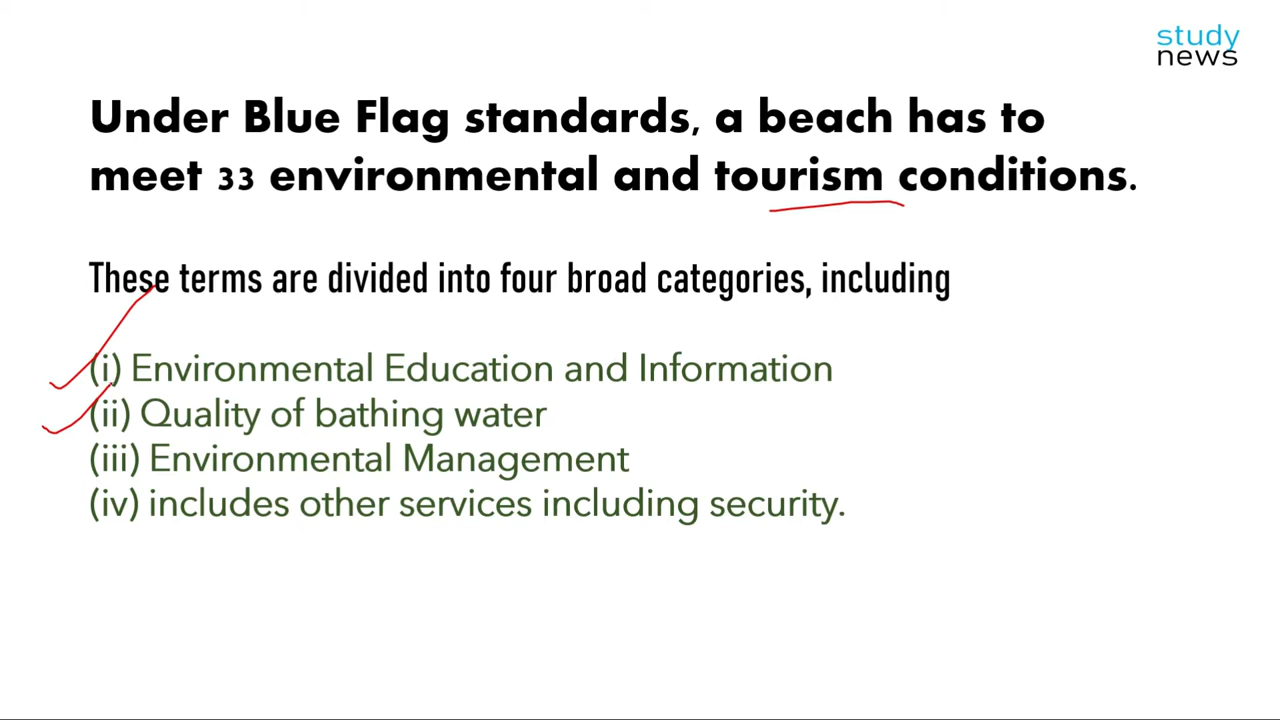 study
news
Under Blue Flag standards, a beach has to
meet 33 environmental and tourism conditions.
These terms are divided into four broad categories, including
(i) Environmental Education and Information
(ii) Quality of bathing water
(iii) Environmental Management
(iv) includes other services including security.